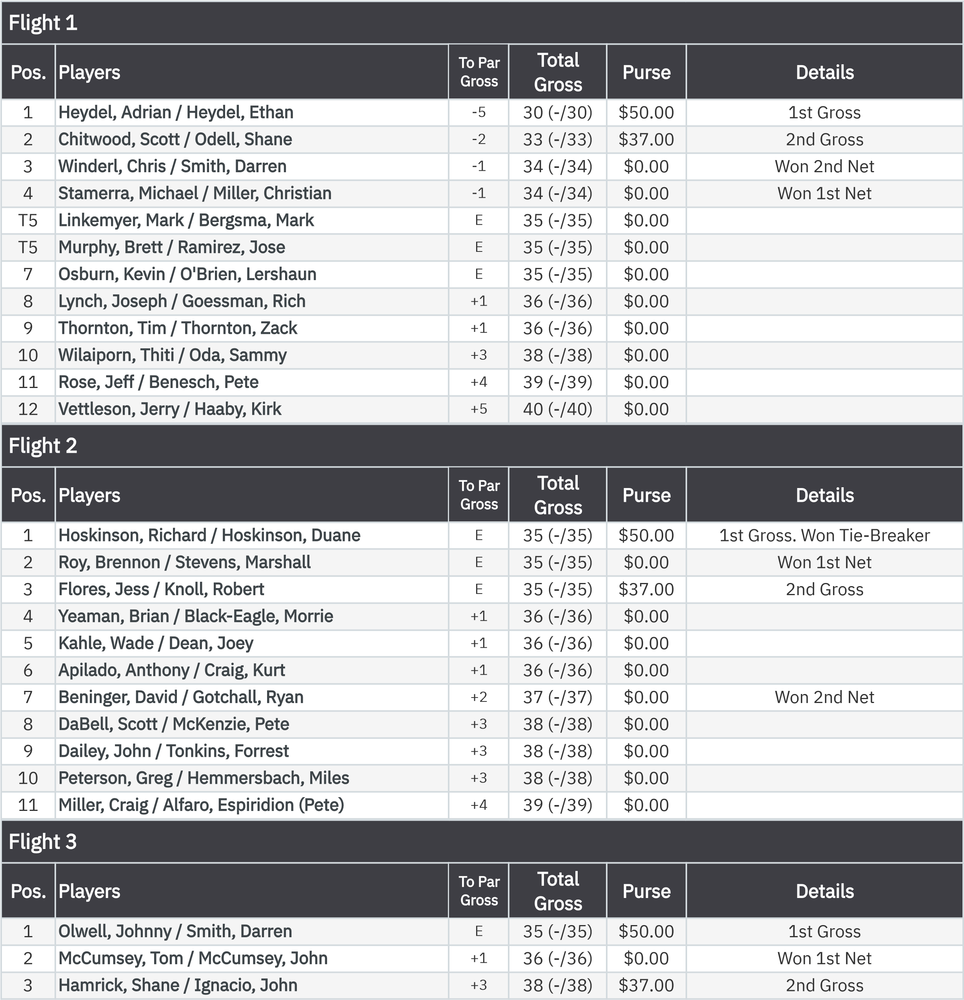 Flight 1
Pos. Players To Par Gross Total Gross Purse Details
1 Heydel, Adrian / Heydel, Ethan -5 30 (-/30) $50.00 1st Gross
2 Chitwood, Scott / Odell, Shane -2 33 (-/33) $37.00 2nd Gross
3 Winderl, Chris / Smith, Darren -1 34 (-/34) $0.00 Won 2nd Net
4 Stamerra, Michael / Miller, Christian -1 34 (-/34) $0.00 Won 1st Net
T5 Linkemyer, Mark / Bergsma, Mark E 35 (-/35) $0.00
T5 Murphy, Brett / Ramirez, Jose E 35 (-/35) $0.00
7 Osburn, Kevin / O'Brien, Lershaun E 35 (-/35) $0.00
8 Lynch, Joseph / Goessman, Rich +1 36 (-/36) $0.00
9 Thornton, Tim / Thornton, Zack +1 36 (-/36) $0.00
10 Wilaiporn, Thiti / Oda, Sammy +3 38 (-/38) $0.00
11 Rose, Jeff / Benesch, Pete +4 39 (-/39) $0.00
12 Vettleson, Jerry / Haaby, Kirk +5 40 (-/40) $0.00
Flight 2
Pos. Players To Par Gross Total Gross Purse Details
1 Hoskinson, Richard / Hoskinson, Duane E 35 (-/35) $50.00 1st Gross. Won Tie-Breaker
2 Roy, Brennon / Stevens, Marshall E 35 (-/35) $0.00 Won 1st Net
3 Flores, Jess / Knoll, Robert E 35 (-/35) $37.00 2nd Gross
4 Yeaman, Brian / Black-Eagle, Morrie +1 36 (-/36) $0.00
5 Kahle, Wade / Dean, Joey +1 36 (-/36) $0.00
6 Apilado, Anthony / Craig, Kurt +1 36 (-/36) $0.00
7 Beninger, David / Gotchall, Ryan +2 37 (-/37) $0.00 Won 2nd Net
8 DaBell, Scott / McKenzie, Pete +3 38 (-/38) $0.00
9 Dailey, John / Tonkins, Forrest +3 38 (-/38) $0.00
10 Peterson, Greg / Hemmersbach, Miles +3 38 (-/38) $0.00
11 Miller, Craig / Alfaro, Espiridion (Pete) +4 39 (-/39) $0.00
Flight 3
Pos. Players To Par Gross Total Gross Purse Details
1 Olwell, Johnny / Smith, Darren E 35 (-/35) $50.00 1st Gross
2 McCumsey, Tom / McCumsey, John +1 36 (-/36) $0.00 Won 1st Net
3 Hamrick, Shane / Ignacio, John +3 38 (-/38) $37.00 2nd Gross